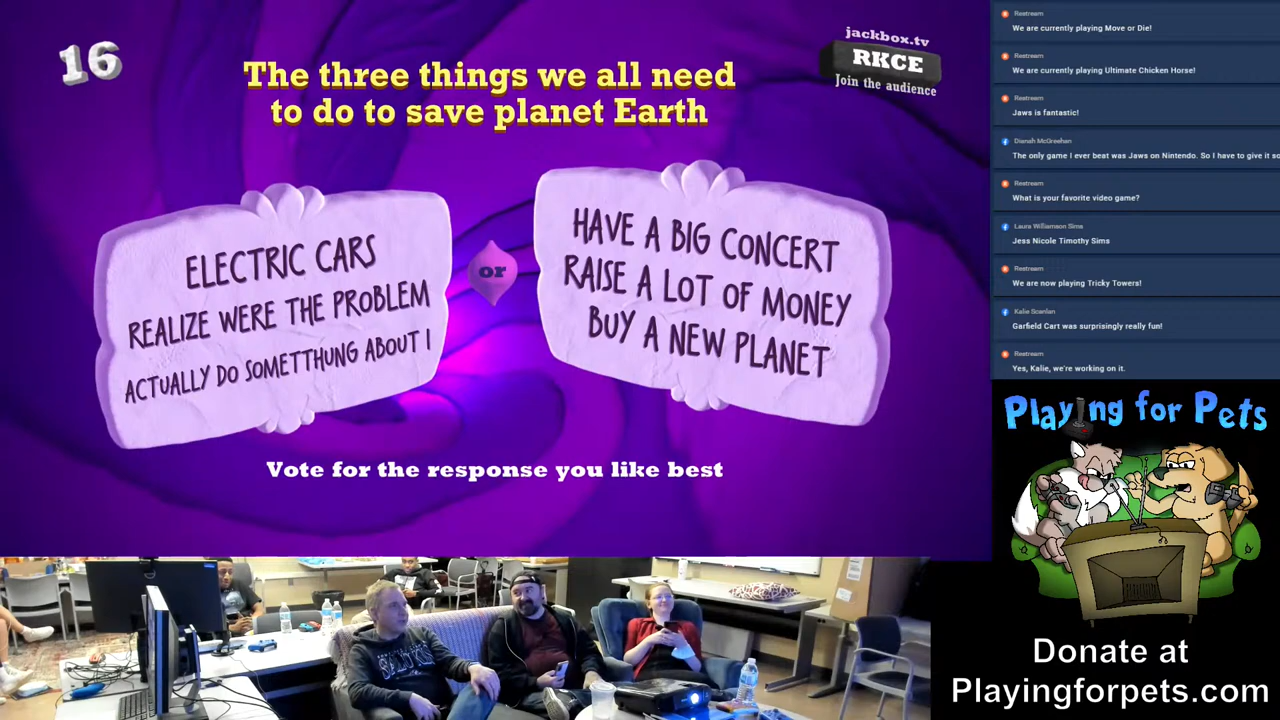 16
jackbox.tv
RKCE
Join the audience
The three things we all need
to do to save planet Earth
ELECTRIC CARS
REALIZE WERE THE PROBLEM
ACTUALLY DO SOMETTHUNG ABOUT I
or
HAVE A BIG CONCERT
RAISE A LOT OF MONEY
BUY A NEW PLANET
Vote for the response you like best
Restream
We are currently playing Move or Die!
Restream
We are currently playing Ultimate Chicken Horse!
Restream
Jaws is fantastic!
Dianah McGreehan
The only game I ever beat was Jaws on Nintendo. So I have to give it so
Restream
What is your favorite video game?
Laura Williamson Sims
Jess Nicole Timothy Sims
Restream
We are now playing Tricky Towers!
Kalie Scanlan
Garfield Cart was surprisingly really fun!
Restream
Yes, Kalie, we're working on it.
Playing for Pets
Donate at
Playingforpets.com